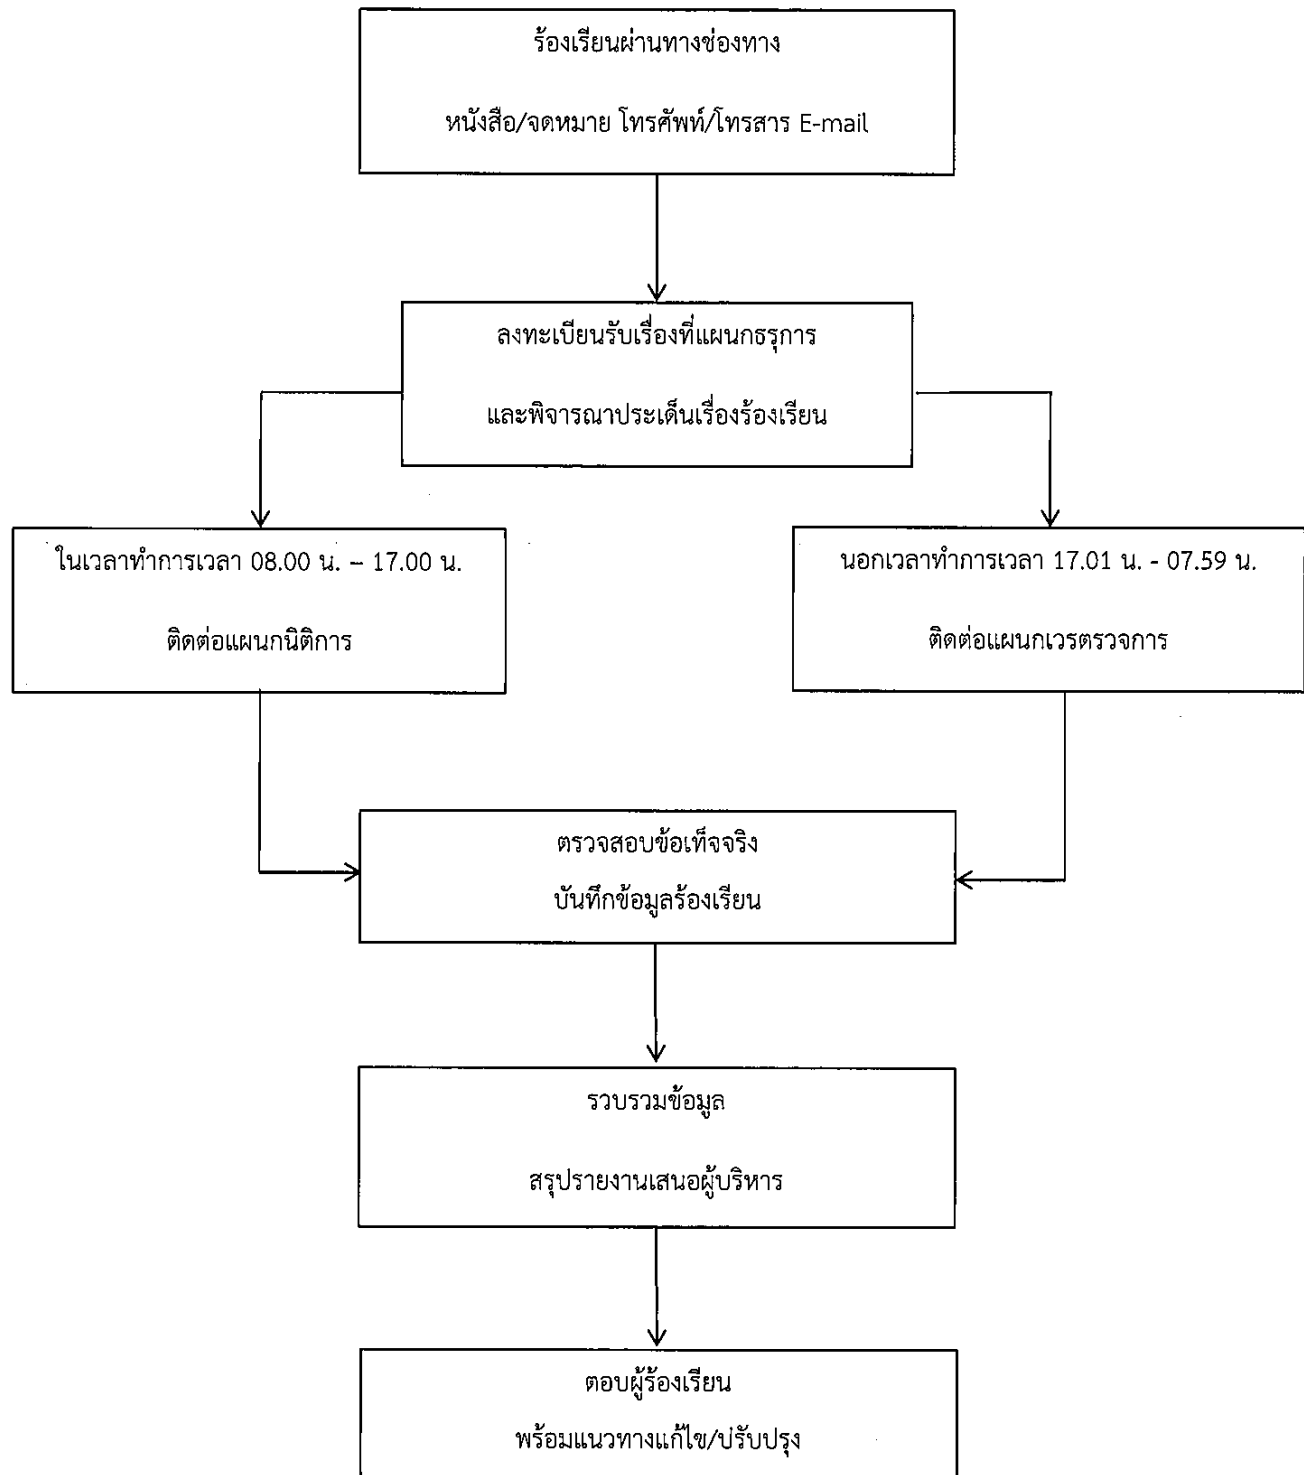 ร้องเรียนผ่านทางช่องทาง
หนังสือ/จดหมาย โทรศัพท์/โทรสาร E-mail
ลงทะเบียนรับเรื่องที่แผนกธรุการ
และพิจารณาประเด็นเรื่องร้องเรียน
ในเวลาทำการเวลา 08.00 น. – 17.00 น.
ติดต่อแผนกนิติการ
นอกเวลาทำการเวลา 17.01 น. - 07.59 น.
ติดต่อแผนกเวรตรวจการ
ตรวจสอบข้อเท็จจริง
บันทึกข้อมูลร้องเรียน
รวบรวมข้อมูล
สรุปรายงานเสนอผู้บริหาร
ตอบผู้ร้องเรียน
พร้อมแนวทางแก้ไข/ปรับปรุง